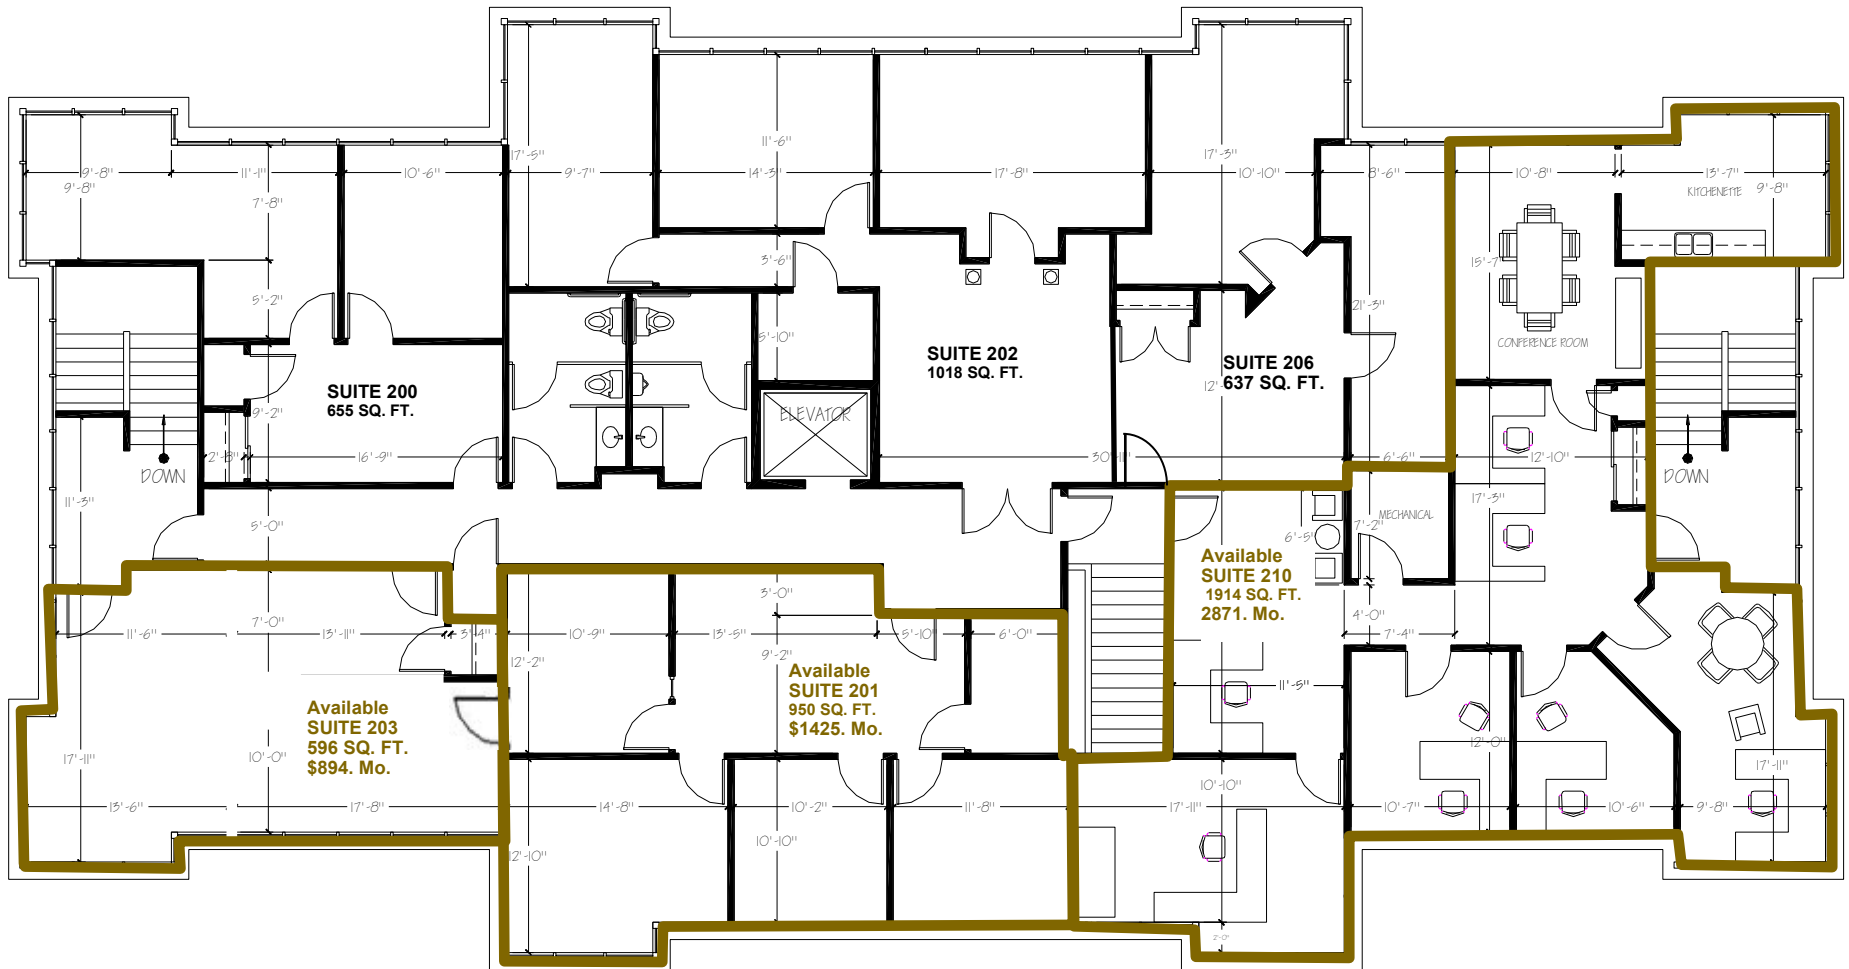 17'-5"
11'-6"
17'-3"
9'-8"
11'-1"
10'-6"
9'-7"
14'-3"
17'-8"
10'-10"
8'-6"
10'-8"
13'-7"
9'-8"
KITCHENETTE
9'-8"
7'-8"
3'-6"
15'-7"
5'-2"
21'-3"
5'-10"
CONFERENCE ROOM
SUITE 202
1018 SQ. FT.
SUITE 206
637 SQ. FT.
12'-
SUITE 200
655 SQ. FT.
9'-2"
ELEVATOR
2'-8"
16'-9"
30'-11"
6'-6"
12'-10"
DOWN
DOWN
11'-3"
5'-0"
17'-3"
7'-2"
MECHANICAL
6'-5"
Available
SUITE 210
1914 SQ. FT.
2871. Mo.
3'-0"
7'-0"
4'-0"
11'-6"
13'-11"
3'-4"
10'-9"
13'-5"
5'-10"
6'-0"
7'-4"
12'-2"
9'-2"
Available
SUITE 201
950 SQ. FT.
$1425. Mo.
11'-5"
Available
SUITE 203
596 SQ. FT.
$894. Mo.
17'-11"
10'-0"
12'-0"
17'-11"
10'-10"
13'-6"
17'-8"
14'-8"
10'-2"
11'-8"
17'-11"
10'-7"
10'-6"
9'-8"
12'-10"
10'-10"
2'-0"